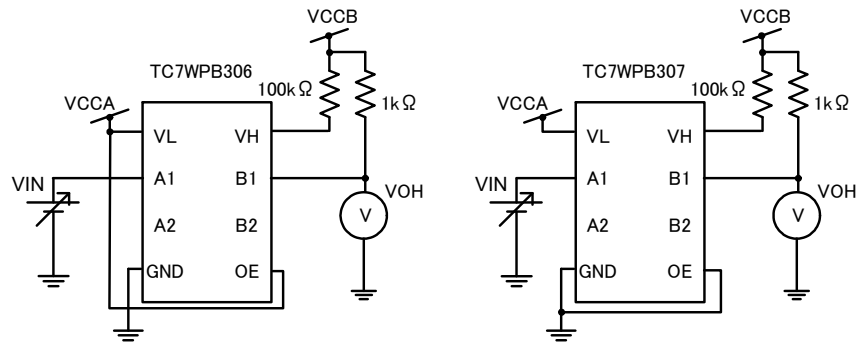 VCCB
TC7WPB306
100kΩ
1kΩ
VCCA
VL
VH
VIN
A1
B1
VOH
A2
B2
V
GND
OE
VCCB
TC7WPB307
100kΩ
1kΩ
VCCA
VL
VH
VIN
A1
B1
VOH
A2
B2
V
GND
OE